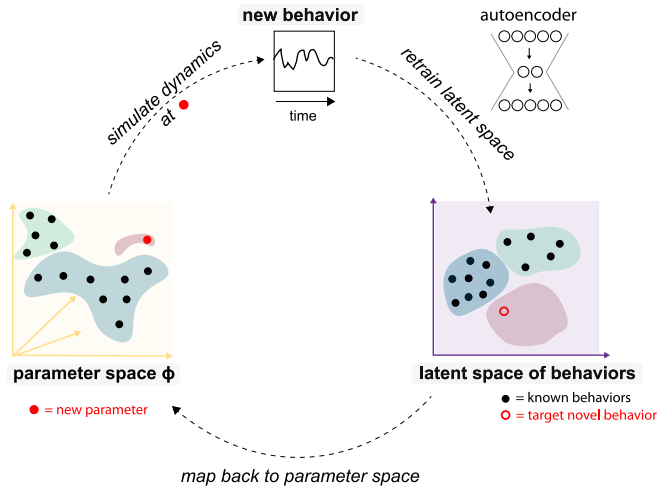 new behavior
autoencoder
simulate dynamics
at
time
retrain latent space
parameter space ϕ
= new parameter
latent space of behaviors
= known behaviors
= target novel behavior
map back to parameter space